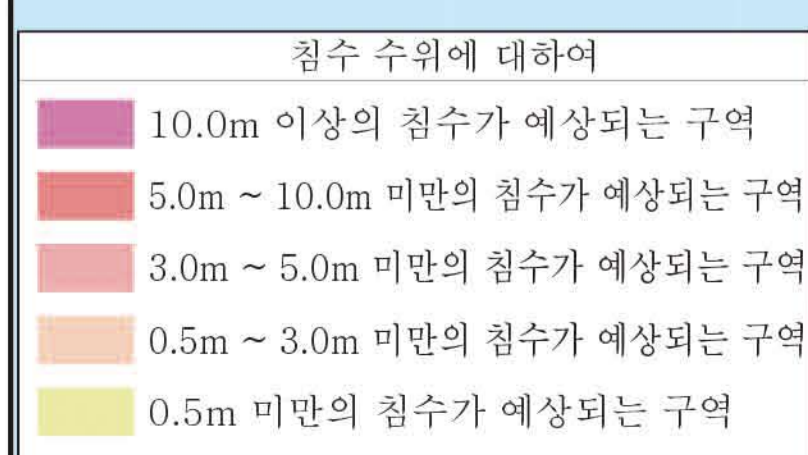 침수 수위에 대하여
10.0m 이상의 침수가 예상되는 구역
5.0m ~ 10.0m 미만의 침수가 예상되는 구역
3.0m ~ 5.0m 미만의 침수가 예상되는 구역
0.5m ~ 3.0m 미만의 침수가 예상되는 구역
0.5m 미만의 침수가 예상되는 구역